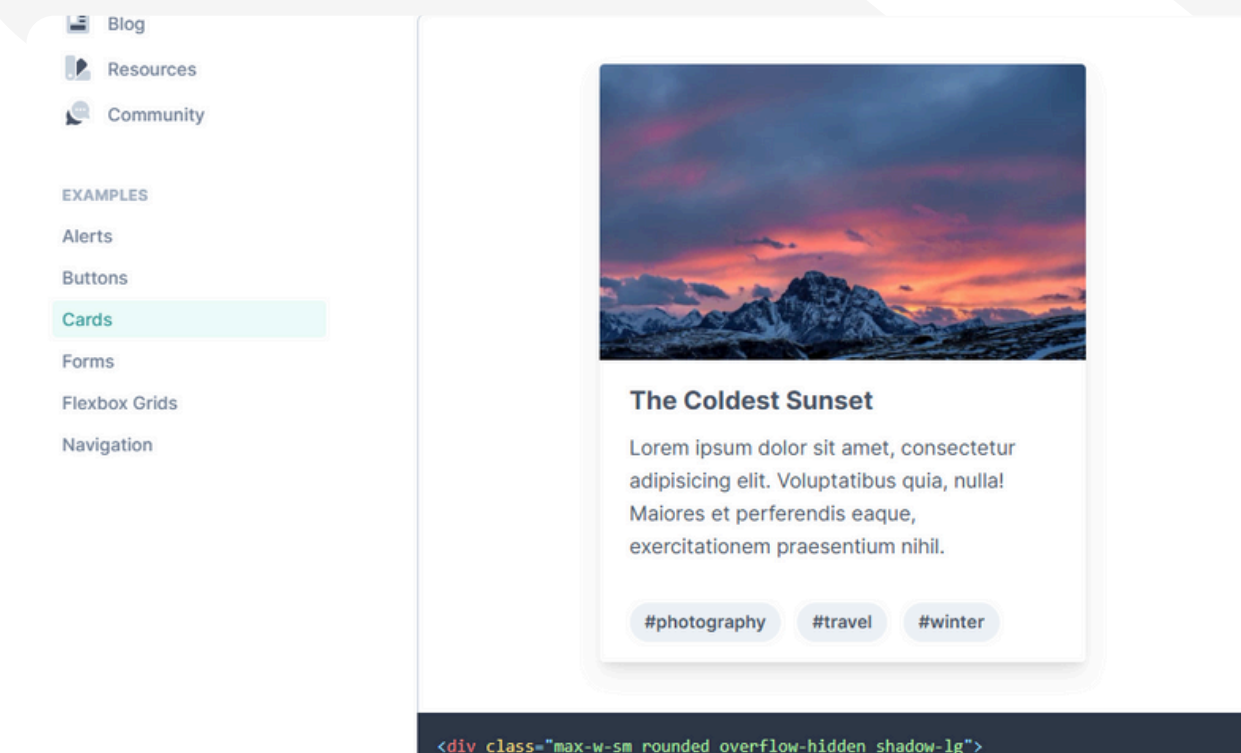 Blog
Resources
Community
EXAMPLES
Alerts
Buttons
Cards
Forms
Flexbox Grids
Navigation
The Coldest Sunset
Lorem ipsum dolor sit amet, consectetur
adipisicing elit. Voluptatibus quia, nulla!
Maiores et perferendis eaque,
exercitationem praesentium nihil.
#photography #travel #winter
<div class="max-w-sm rounded overflow-hidden shadow-lg">